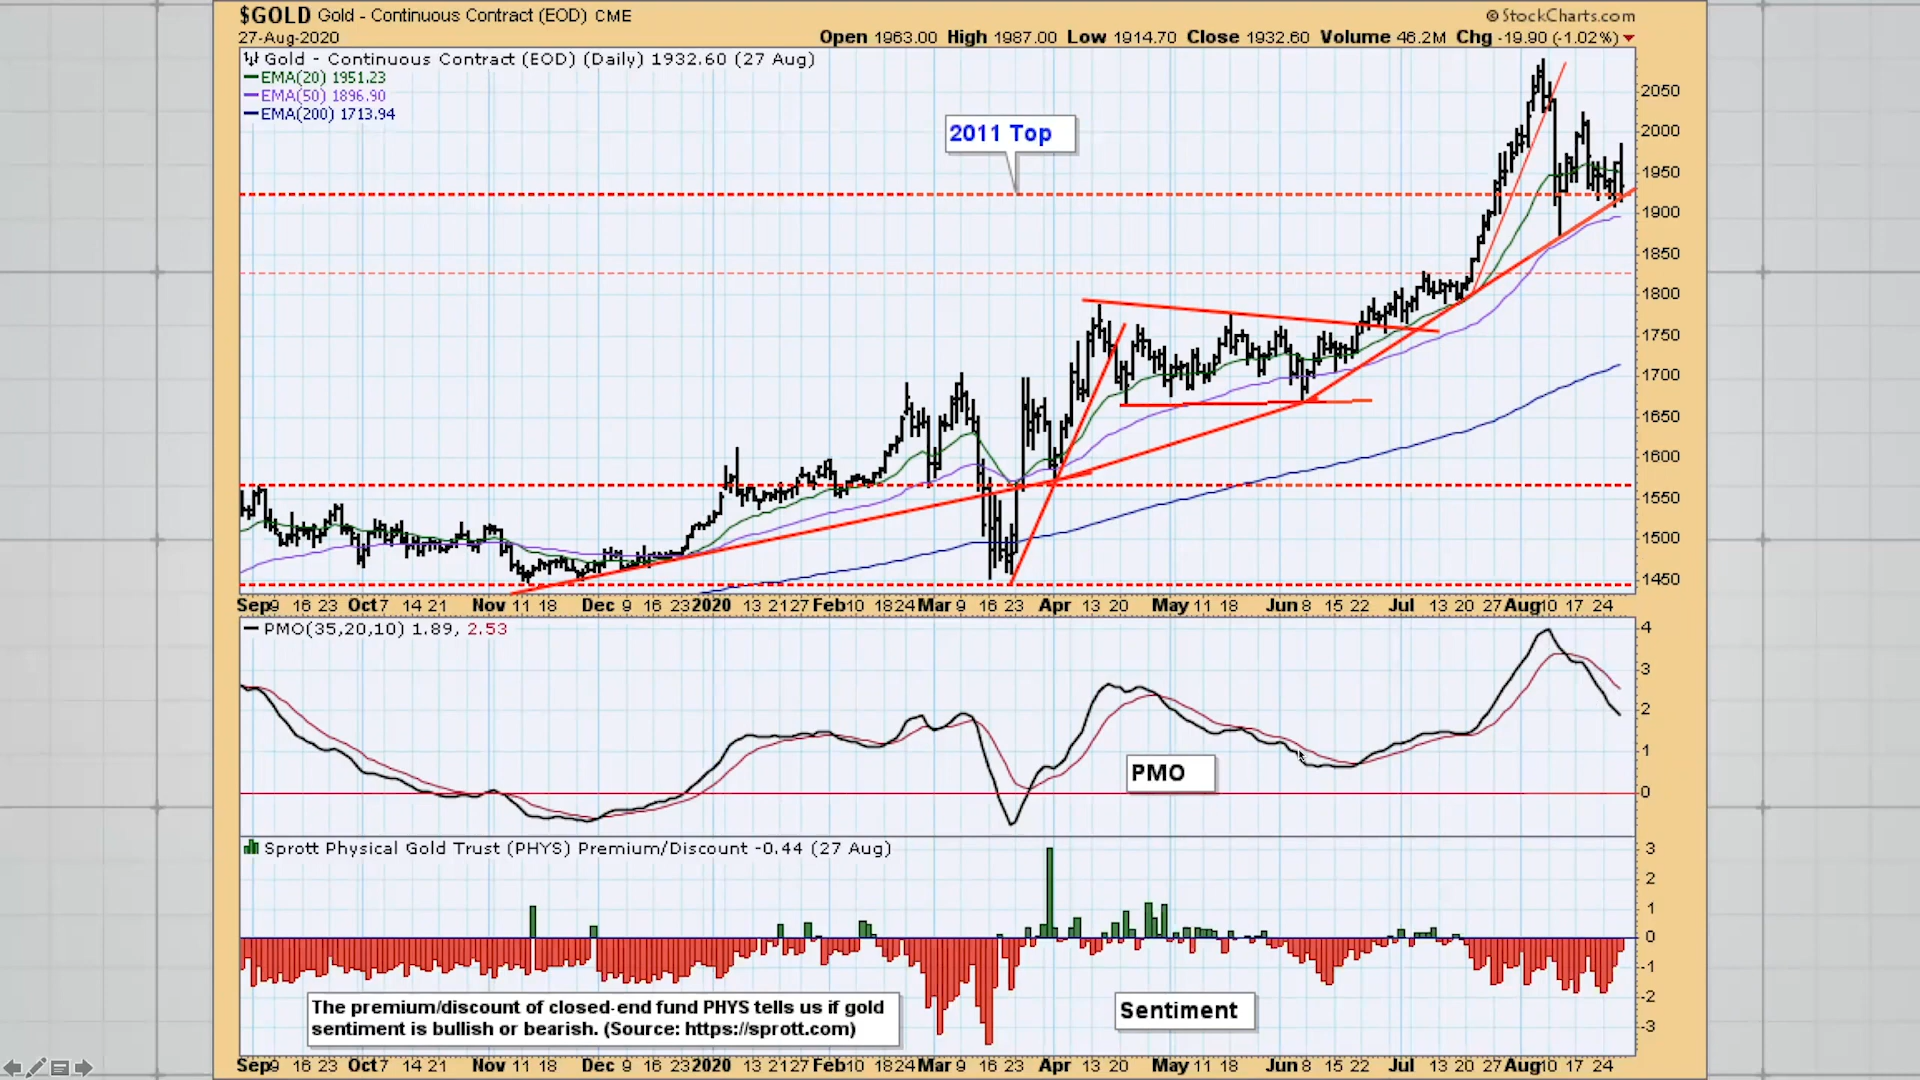 $GOLD Gold - Continuous Contract (EOD) CME
© StockCharts.com
27-Aug-2020
Open 1963.00 High 1987.00 Low 1914.70 Close 1932.60 Volume 46.2M Chg -19.90 (-1.02%)
Gold - Continuous Contract (EOD) (Daily) 1932.60 (27 Aug)
EMA(20) 1951.23
EMA(50) 1896.90
EMA(200) 1713.94
2011 Top
2050
2000
1950
1900
1850
1800
1750
1700
1650
1600
1550
1500
1450
Sep 9 16 23 Oct 7 14 21 Nov 11 18 Dec 9 16 23 2020 13 21 27 Feb 10 18 24 Mar 9 16 23 Apr 13 20 May 11 18 Jun 8 15 22 Jul 13 20 27 Aug 10 17 24
PMO(35,20,10) 1.89, 2.53
4
3
2
1
0
PMO
Sprott Physical Gold Trust (PHYS) Premium/Discount -0.44 (27 Aug)
3
2
1
0
-1
-2
-3
The premium/discount of closed-end fund PHYS tells us if gold
sentiment is bullish or bearish. (Source: https://sprott.com)
Sentiment
Sep 9 16 23 Oct 7 14 21 Nov 11 18 Dec 9 16 23 2020 13 21 27 Feb 10 18 24 Mar 9 16 23 Apr 13 20 May 11 18 Jun 8 15 22 Jul 13 20 27 Aug 10 17 24